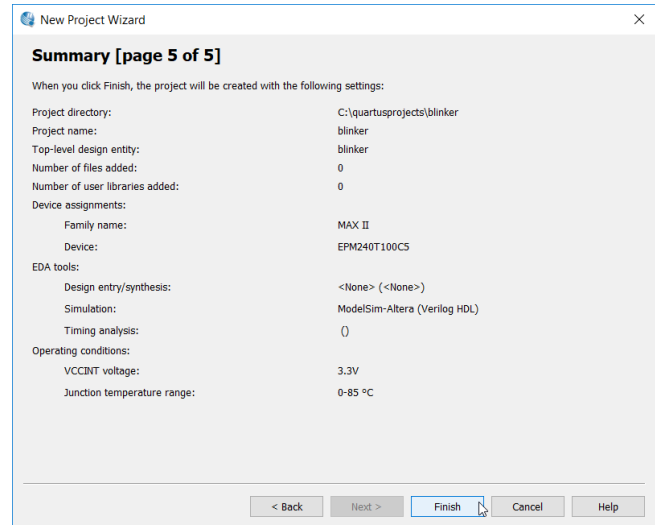 New Project Wizard
Summary [page 5 of 5]
When you click Finish, the project will be created with the following settings:
Project directory: C:\quartusprojects\blinker
Project name: blinker
Top-level design entity: blinker
Number of files added: 0
Number of user libraries added: 0
Device assignments:
Family name: MAX II
Device: EPM240T100C5
EDA tools:
Design entry/synthesis: <None> (<None>)
Simulation: ModelSim-Altera (Verilog HDL)
Timing analysis: ()
Operating conditions:
VCCINT voltage: 3.3V
Junction temperature range: 0-85 ºC
< Back Next > Finish Cancel Help